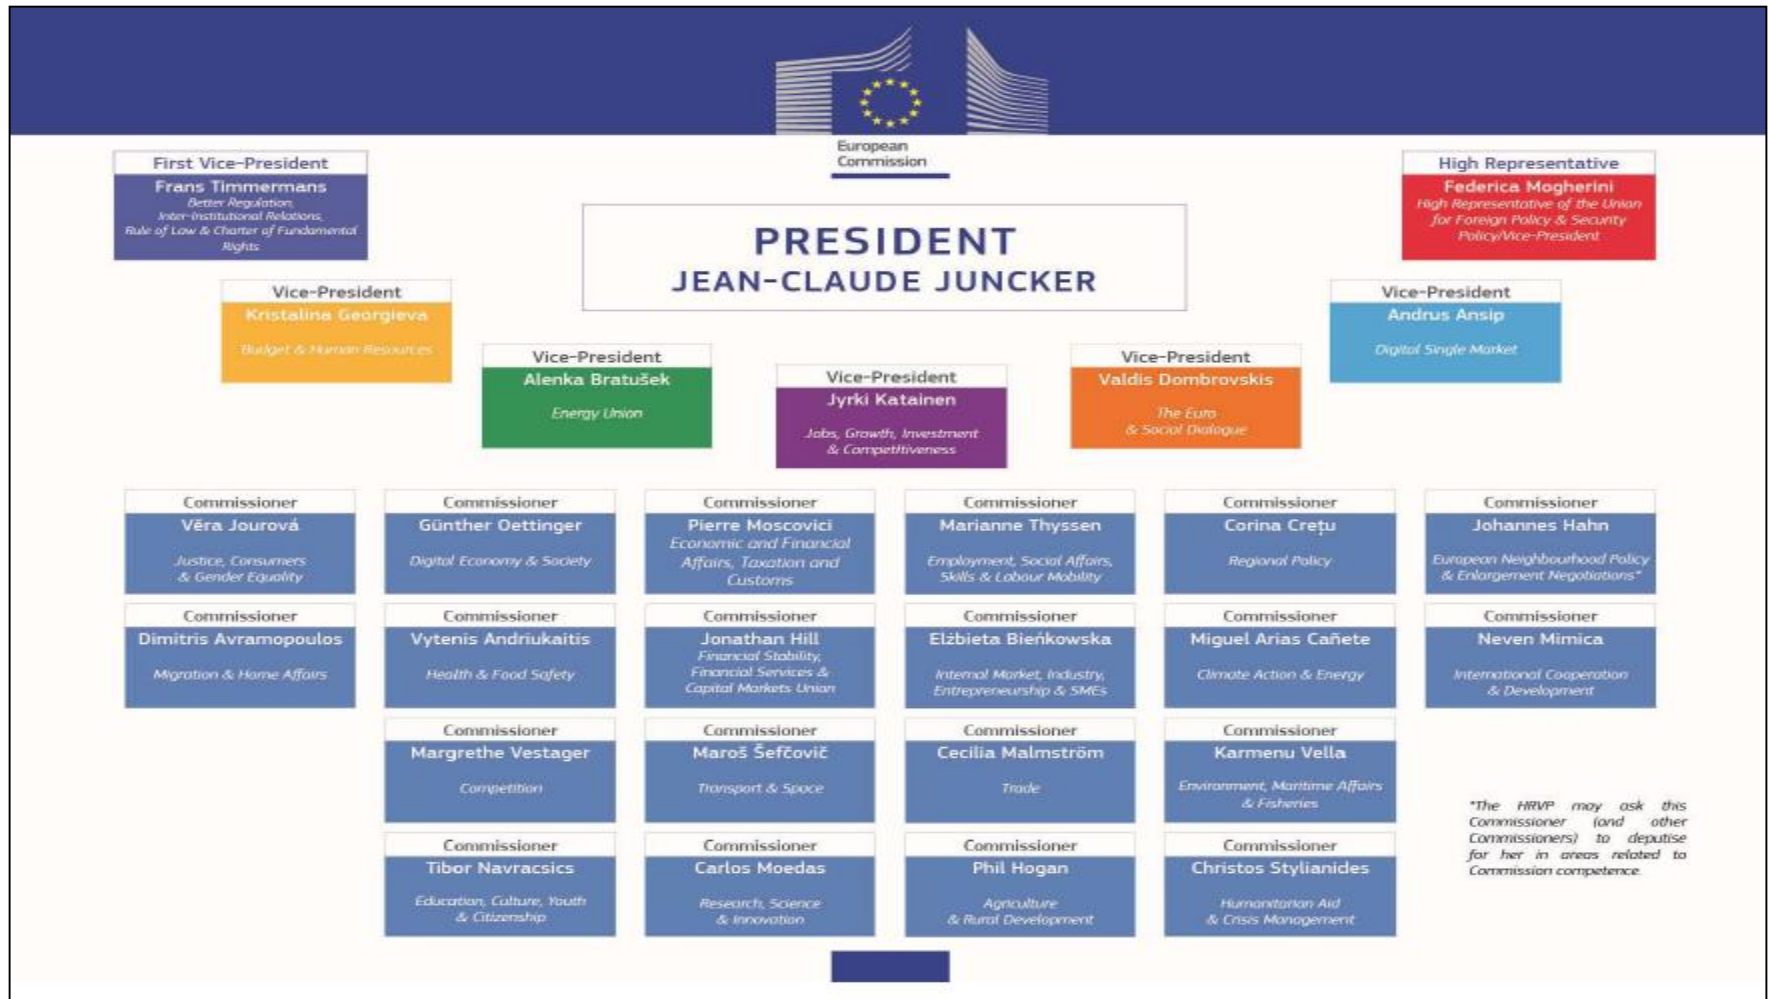 European
Commission
First Vice-President
Frans Timmermans
Better Regulation,
Inter-Institutional Relations,
Rule of Law & Charter of Fundamental
Rights
High Representative
Federica Mogherini
High Representative of the Union
for Foreign Policy & Security
Policy/Vice-President
PRESIDENT
JEAN-CLAUDE JUNCKER
Vice-President
Kristalina Georgieva
Budget & Human Resources
Vice-President
Andrus Ansip
Digital Single Market
Vice-President
Alenka Bratušek
Energy Union
Vice-President
Jyrki Katainen
Jobs, Growth, Investment
& Competitiveness
Vice-President
Valdis Dombrovskis
The Euro
& Social Dialogue
Commissioner
Věra Jourová
Justice, Consumers
& Gender Equality
Commissioner
Günther Oettinger
Digital Economy & Society
Commissioner
Pierre Moscovici
Economic and Financial
Affairs, Taxation and
Customs
Commissioner
Marianne Thyssen
Employment, Social Affairs,
Skills & Labour Mobility
Commissioner
Corina Crețu
Regional Policy
Commissioner
Johannes Hahn
European Neighbourhood Policy
& Enlargement Negotiations*
Commissioner
Dimitris Avramopoulos
Migration & Home Affairs
Commissioner
Vytenis Andriukaitis
Health & Food Safety
Commissioner
Jonathan Hill
Financial Stability,
Financial Services &
Capital Markets Union
Commissioner
Elżbieta Bieńkowska
Internal Market, Industry,
Entrepreneurship & SMEs
Commissioner
Miguel Arias Cañete
Climate Action & Energy
Commissioner
Neven Mimica
International Cooperation
& Development
Commissioner
Margrethe Vestager
Competition
Commissioner
Maroš Šefčovič
Transport & Space
Commissioner
Cecilia Malmström
Trade
Commissioner
Karmenu Vella
Environment, Maritime Affairs
& Fisheries
Commissioner
Tibor Navracsics
Education, Culture, Youth
& Citizenship
Commissioner
Carlos Moedas
Research, Science
& Innovation
Commissioner
Phil Hogan
Agriculture
& Rural Development
Commissioner
Christos Stylianides
Humanitarian Aid
& Crisis Management
*The HRVP may ask this
Commissioner (and other
Commissioners) to deputise
for her in areas related to
Commission competence.